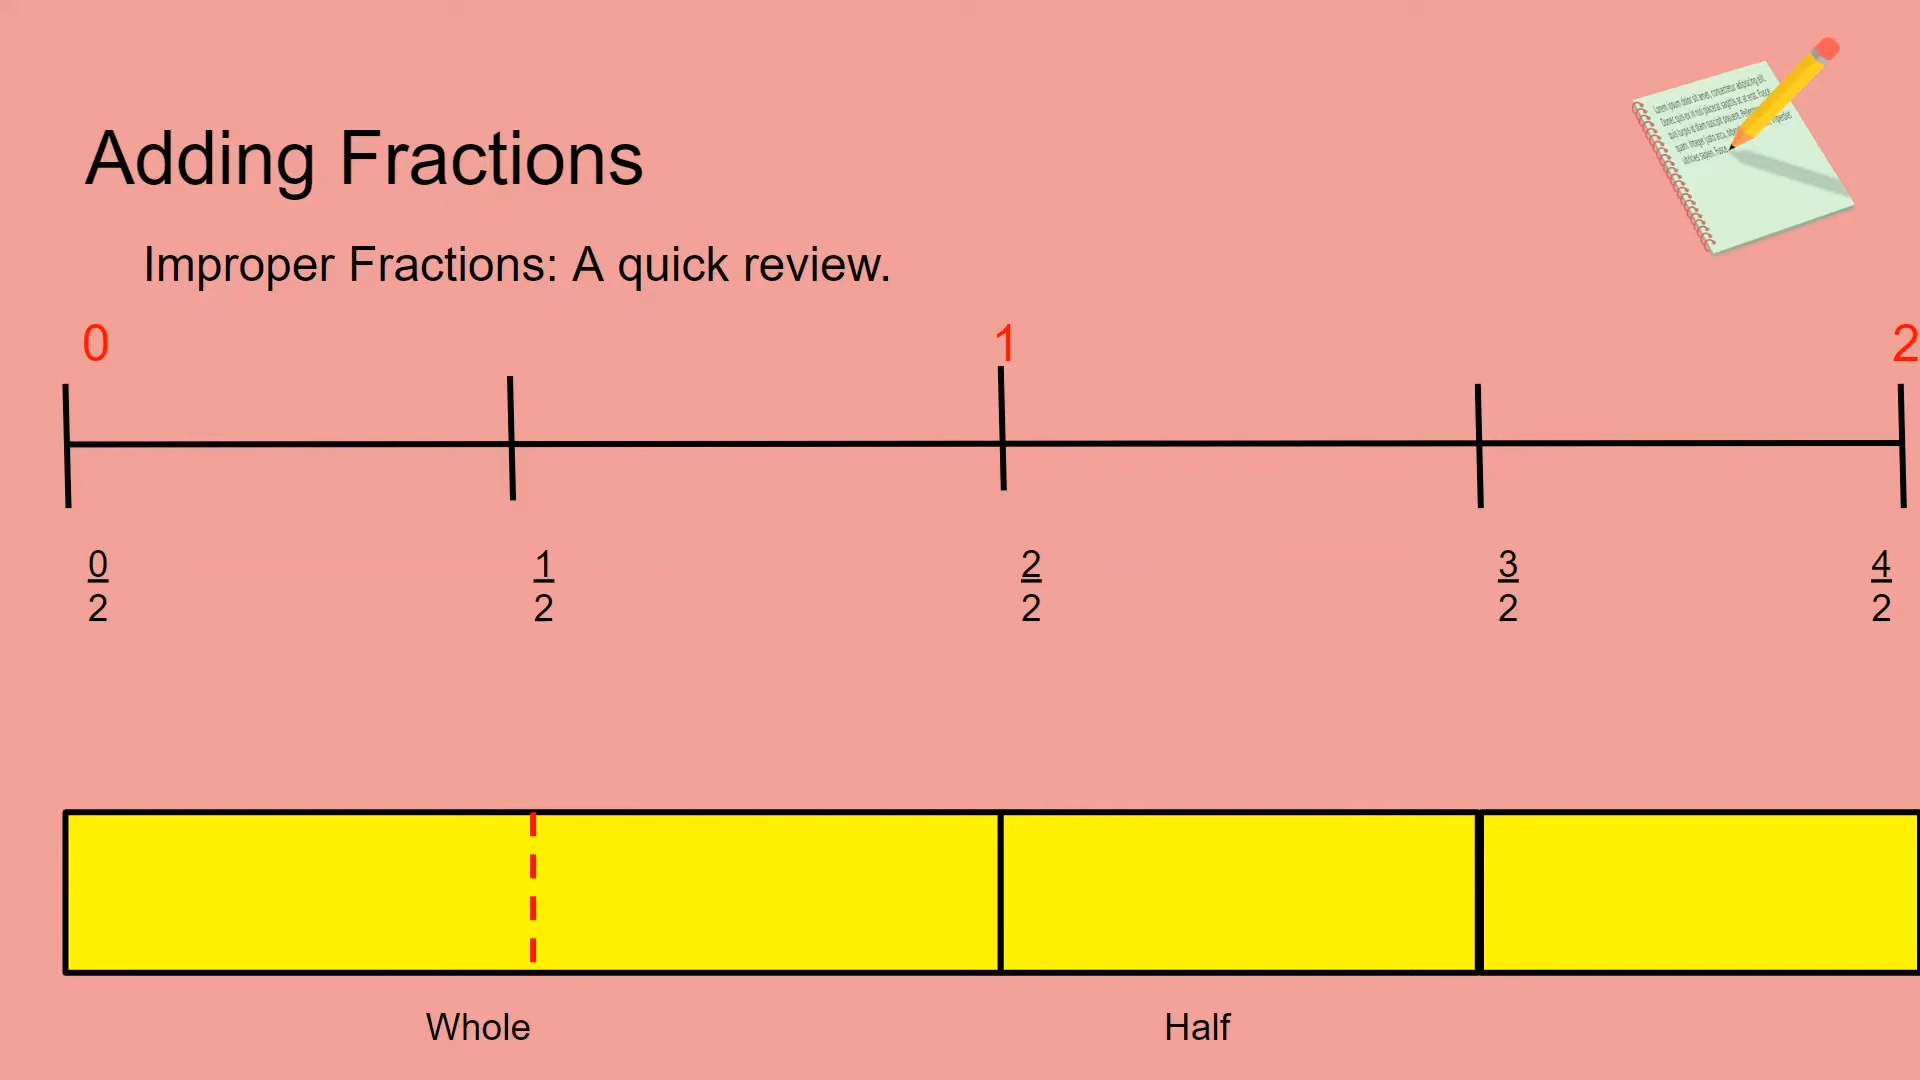 Adding Fractions
Improper Fractions: A quick review.
0 1 2
0/2 1/2 2/2 3/2 4/2
Whole Half